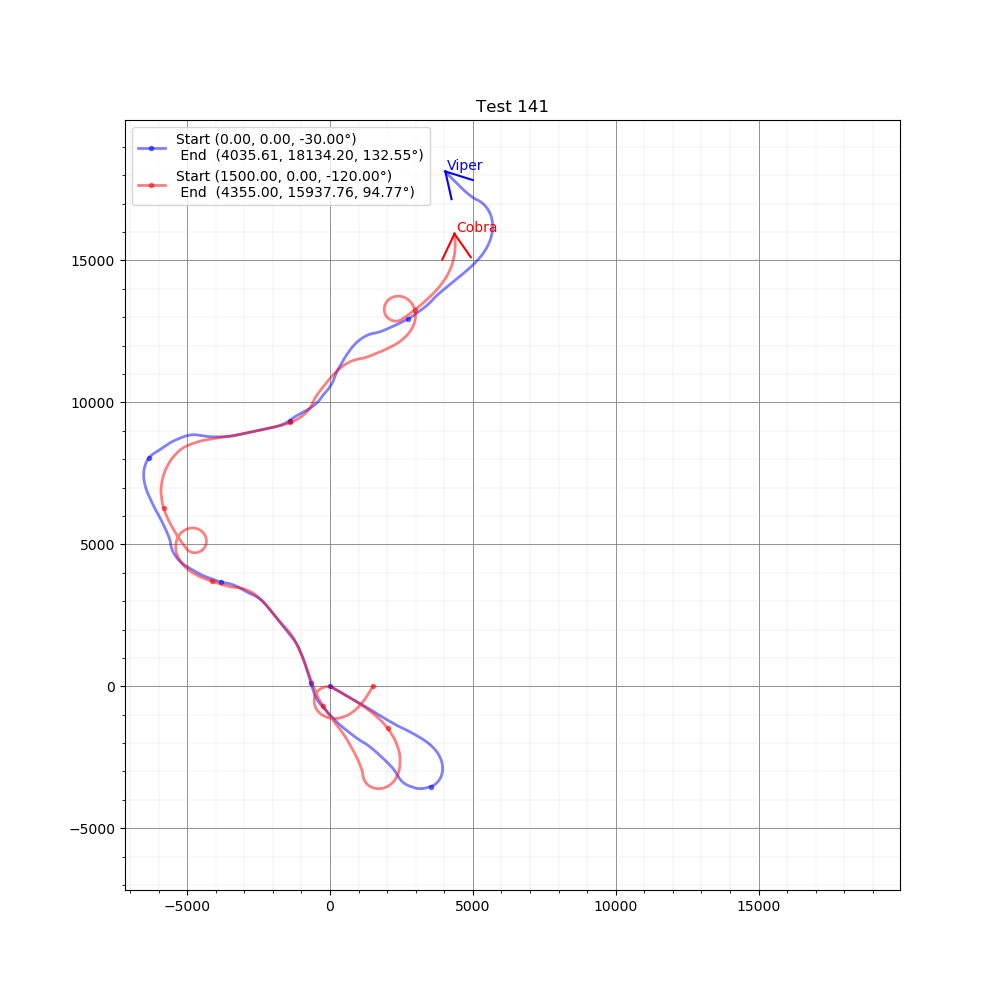 Test 141
Start (0.00, 0.00, -30.00°)
End  (4035.61, 18134.20, 132.55°)
Start (1500.00, 0.00, -120.00°)
End  (4355.00, 15937.76, 94.77°)
Viper
Cobra
15000
10000
5000
0
−5000
−5000
0
5000
10000
15000